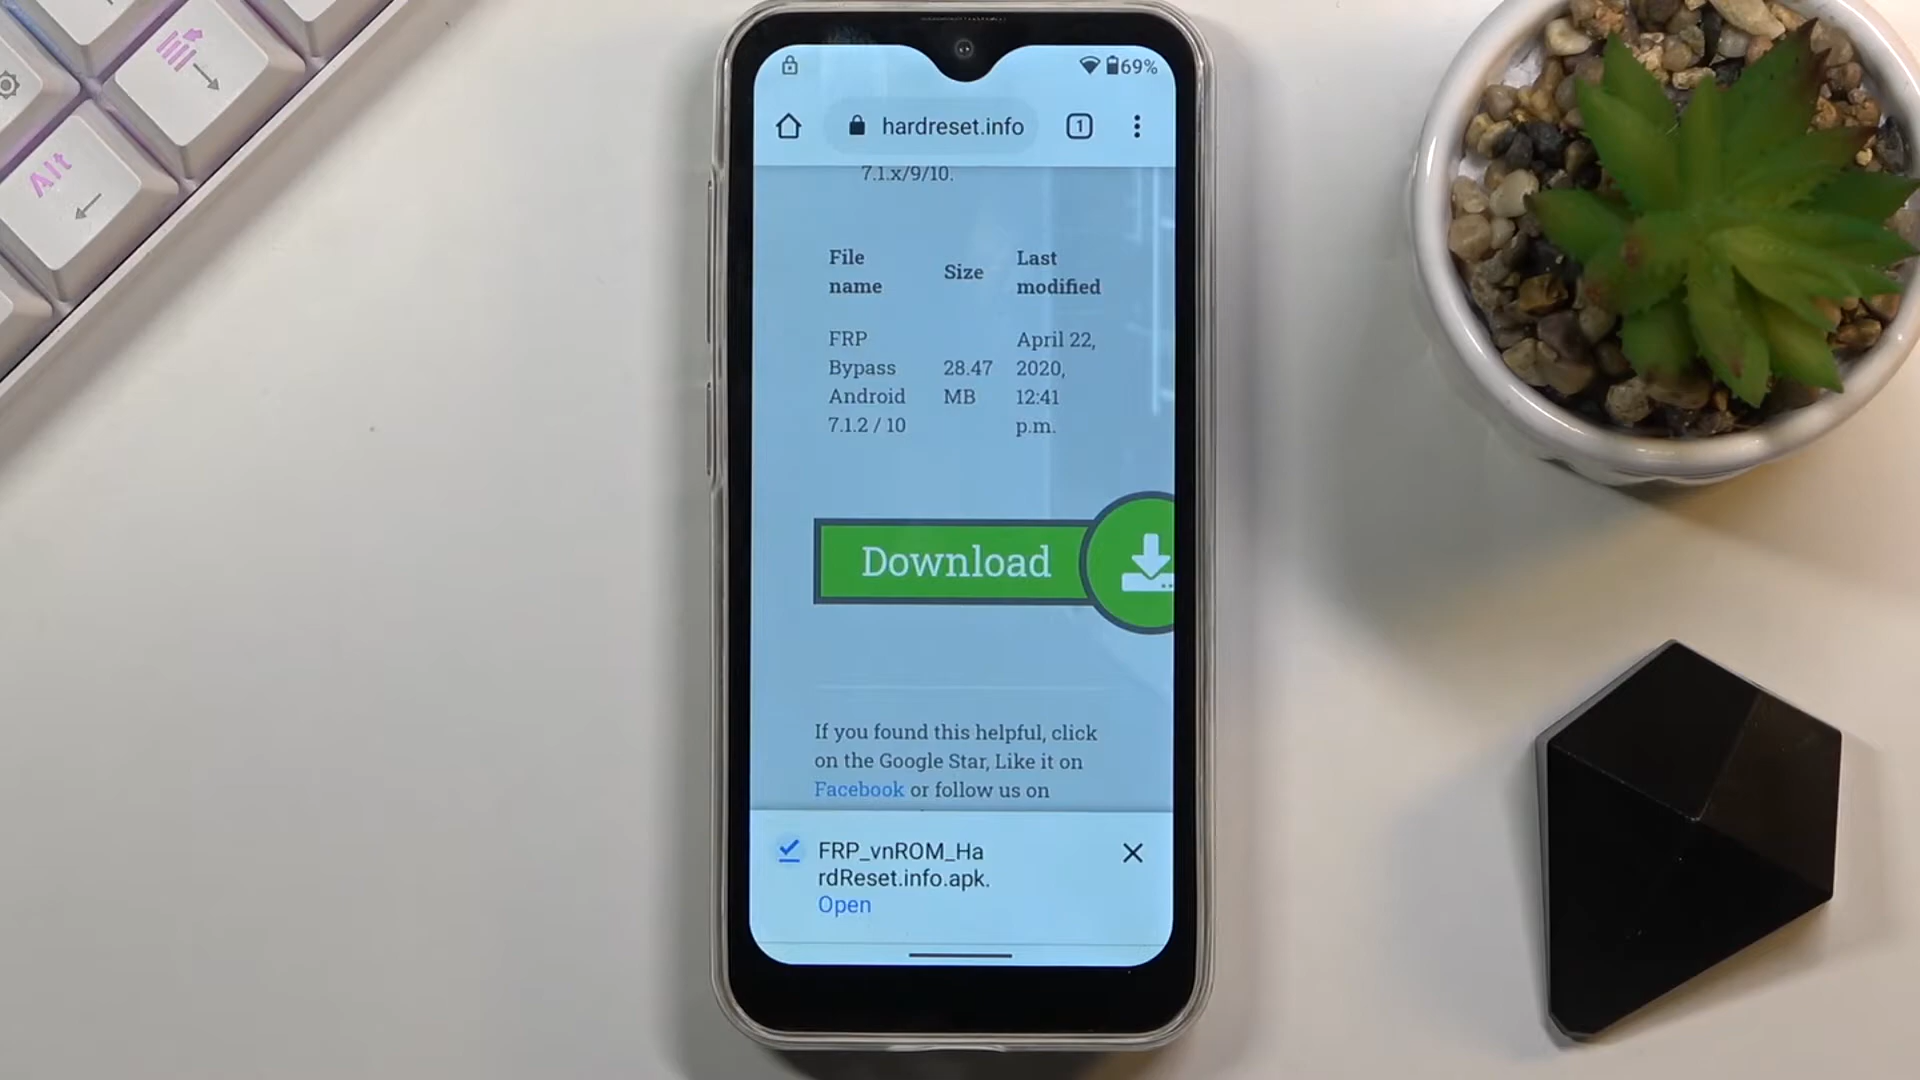 Alt
69%
hardreset.info
1
7.1.x/9/10.
File name
Size
Last modified
FRP Bypass Android 7.1.2 / 10
28.47 MB
April 22, 2020, 12:41 p.m.
Download
If you found this helpful, click
on the Google Star, Like it on
Facebook or follow us on
FRP_vnROM_Ha
rdReset.info.apk.
Open